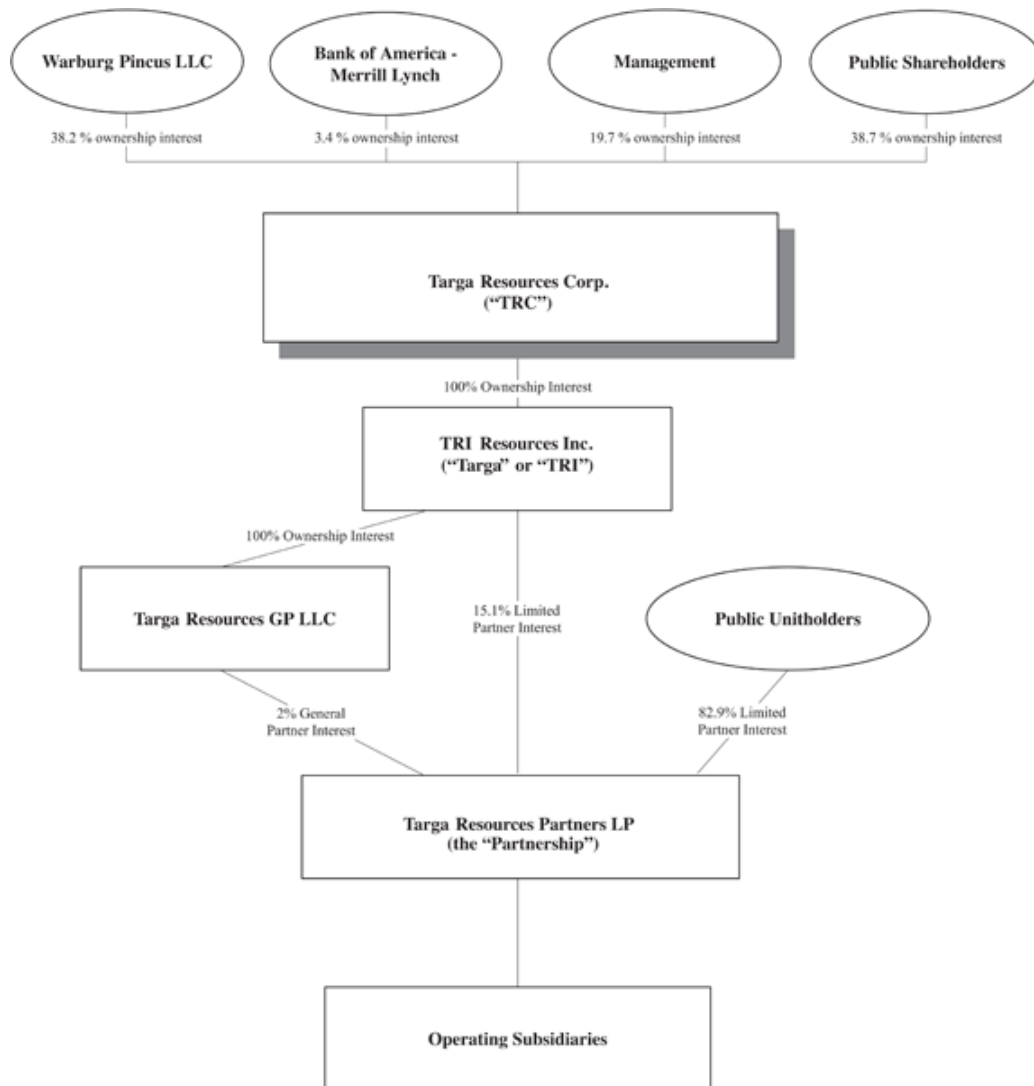 Warburg Pincus LLC
Bank of America -
Merrill Lynch
Management
Public Shareholders
38.2 % ownership interest
3.4 % ownership interest
19.7 % ownership interest
38.7 % ownership interest
Targa Resources Corp.
(“TRC”)
100% Ownership Interest
TRI Resources Inc.
(“Targa” or “TRI”)
100% Ownership Interest
Targa Resources GP LLC
15.1% Limited
Partner Interest
Public Unitholders
2% General
Partner Interest
82.9% Limited
Partner Interest
Targa Resources Partners LP
(the “Partnership”)
Operating Subsidiaries